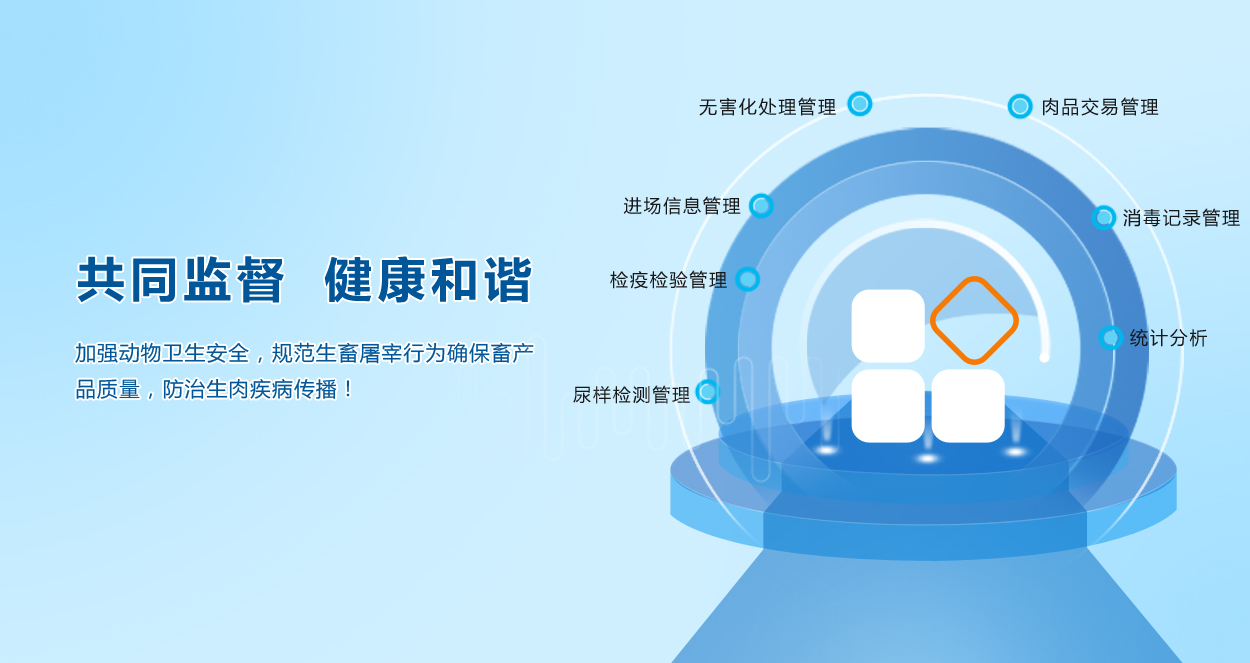 共同监督 健康和谐
加强动物卫生安全，规范生畜屠宰行为确保畜产
品质量，防治生肉疾病传播！
无害化处理管理
肉品交易管理
进场信息管理
消毒记录管理
检疫检验管理
统计分析
尿样检测管理